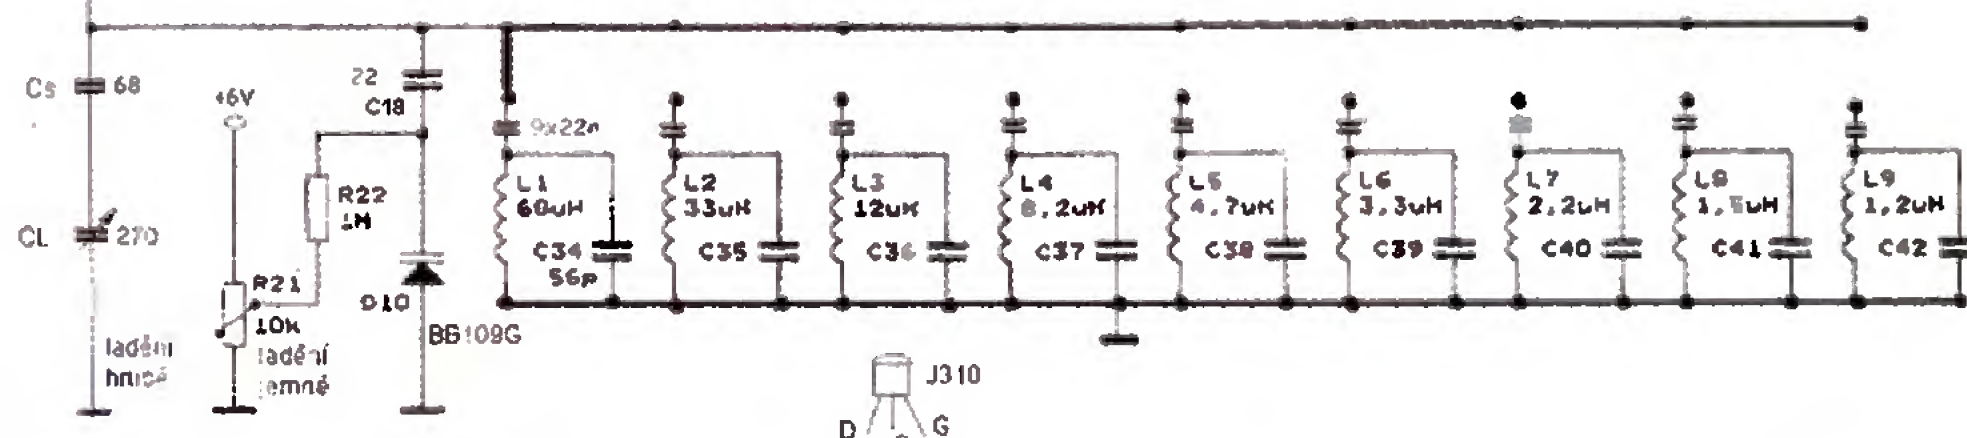 Cs
68
+6V
22
C18
9x22n
L1
60uH
L2
33uH
L3
12uH
L4
8,2uH
L5
4,7uH
L6
3,3uH
L7
2,2uH
L8
1,5uH
L9
1,2uH
R22
1M
CL
270
C34
56p
C35
C36
C37
C38
C39
C40
C41
C42
R21
10k
D10
BB109G
ladění
hrubé
ladění
jemné
J310
D
G